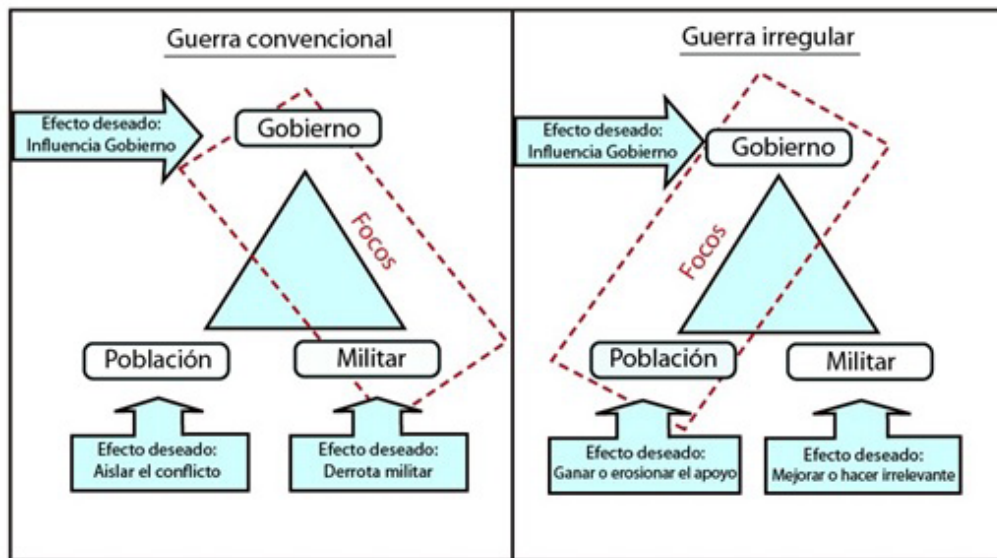 Guerra convencional
Efecto deseado:
Influencia Gobierno
Gobierno
Focos
Población
Militar
Efecto deseado:
Aislar el conflicto
Efecto deseado:
Derrota militar
Guerra irregular
Efecto deseado:
Influencia Gobierno
Gobierno
Focos
Población
Militar
Efecto deseado:
Ganar o erosionar el apoyo
Efecto deseado:
Mejorar o hacer irrelevante